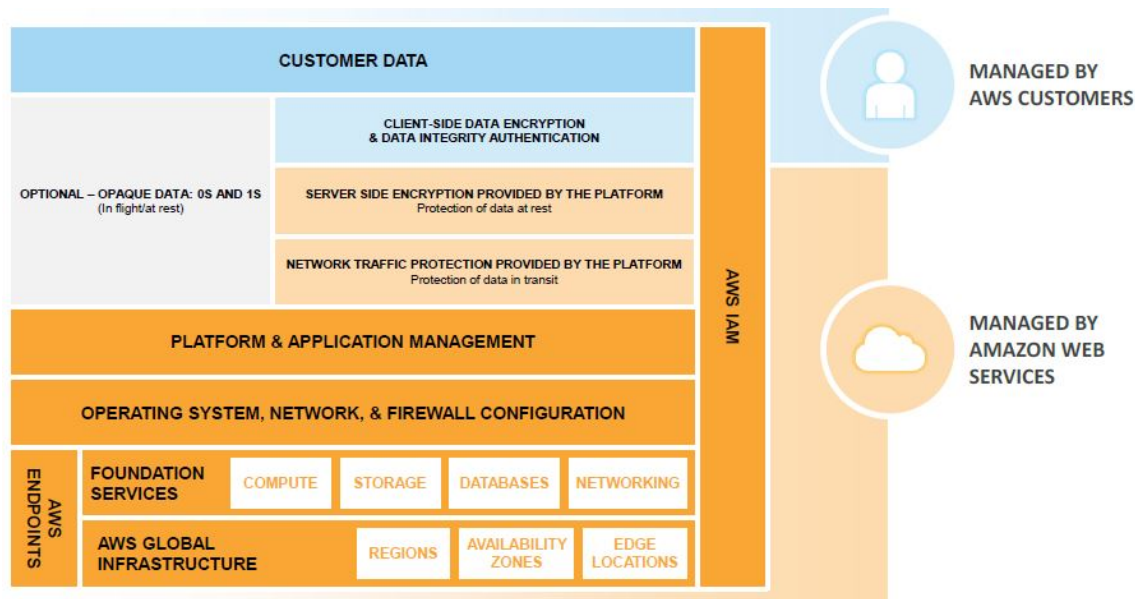 CUSTOMER DATA
CLIENT-SIDE DATA ENCRYPTION
& DATA INTEGRITY AUTHENTICATION
OPTIONAL – OPAQUE DATA: 0S AND 1S
(In flight/at rest)
SERVER SIDE ENCRYPTION PROVIDED BY THE PLATFORM
Protection of data at rest
NETWORK TRAFFIC PROTECTION PROVIDED BY THE PLATFORM
Protection of data in transit
PLATFORM & APPLICATION MANAGEMENT
OPERATING SYSTEM, NETWORK, & FIREWALL CONFIGURATION
AWS
ENDPOINTS
FOUNDATION
SERVICES
COMPUTE
STORAGE
DATABASES
NETWORKING
AWS GLOBAL
INFRASTRUCTURE
REGIONS
AVAILABILITY
ZONES
EDGE
LOCATIONS
AWS IAM
MANAGED BY
AWS CUSTOMERS
MANAGED BY
AMAZON WEB
SERVICES